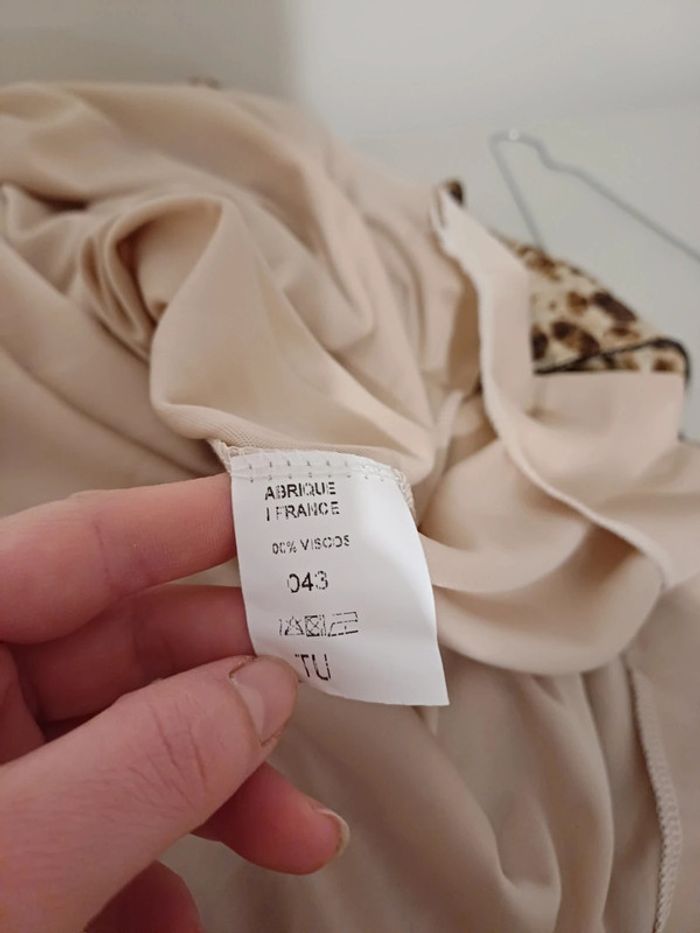 ABRIQUE
I FRANCE
00% VISCOS
043
TU